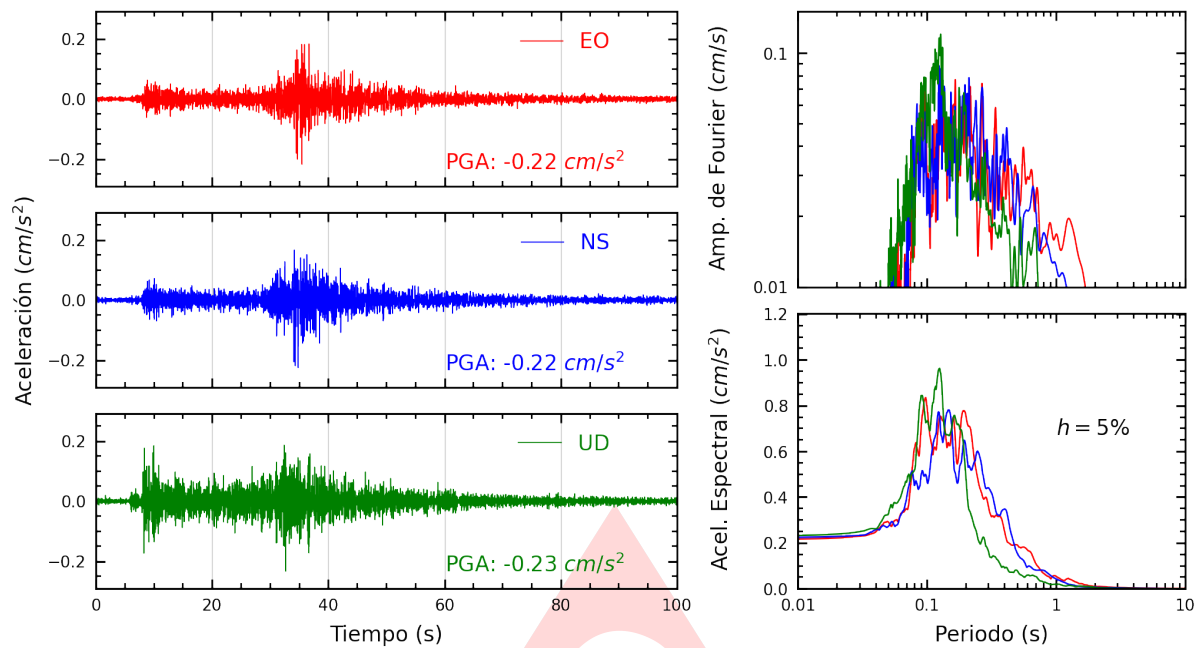 Aceleración (cm/s²)
0.2
0.0
−0.2
EO
PGA: -0.22 cm/s²
0.2
0.0
−0.2
NS
PGA: -0.22 cm/s²
0.2
0.0
−0.2
UD
PGA: -0.23 cm/s²
0 20 40 60 80 100
Tiempo (s)
Amp. de Fourier (cm/s)
0.1
0.01
Acel. Espectral (cm/s²)
1.2
1.0
0.8
0.6
0.4
0.2
0.0
h = 5%
0.01 0.1 1 10
Periodo (s)